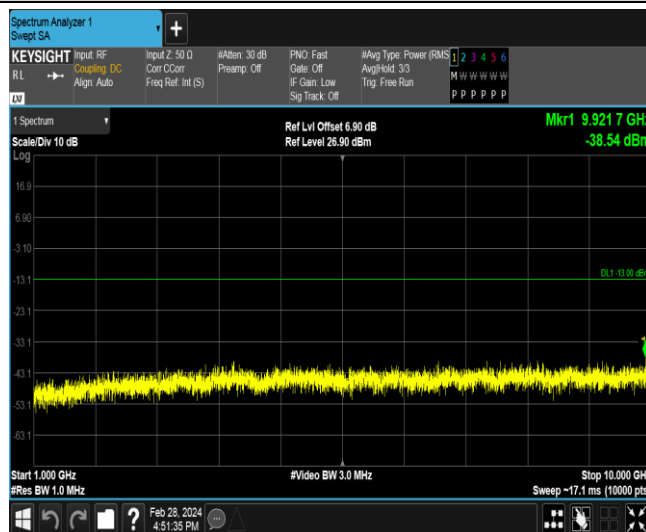 Spectrum Analyzer 1
Swept SA
+
KEYSIGHT
RL
LXI
Input: RF
Coupling: DC
Align: Auto
Input Z: 50 Ω
Corr CCorr
Freq Ref: Int (S)
#Atten: 30 dB
Preamp: Off
PNO: Fast
Gate: Off
IF Gain: Low
Sig Track: Off
#Avg Type: Power (RMS
Avg|Hold: 3/3
Trig: Free Run
1 2 3 4 5 6
M W W W W W
P P P P P P
1 Spectrum
Scale/Div 10 dB
Log
Ref Lvl Offset 6.90 dB
Ref Level 26.90 dBm
Mkr1 9.921 7 GHz
-38.54 dBm
16.9
6.90
-3.10
-13.1
-23.1
-33.1
-43.1
-53.1
-63.1
DL1 -13.00 dBm
1
Start 1.000 GHz
#Res BW 1.0 MHz
#Video BW 3.0 MHz
Stop 10.000 GHz
Sweep ~17.1 ms (10000 pts
?
Feb 28, 2024
4:51:35 PM